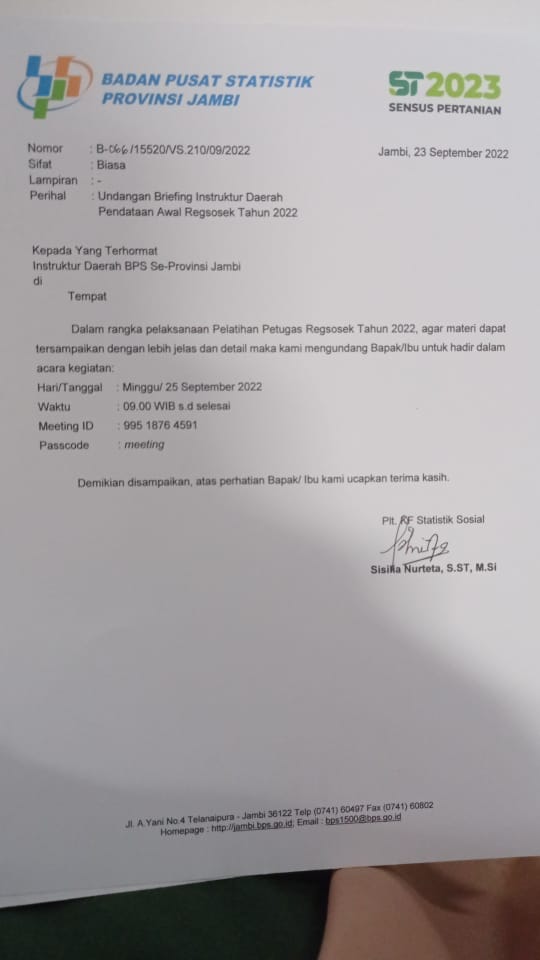 BADAN PUSAT STATISTIK
PROVINSI JAMBI
ST2023
SENSUS PERTANIAN
Nomor : B-066/15520/VS.210/09/2022
Jambi, 23 September 2022
Sifat : Biasa
Lampiran : -
Perihal : Undangan Briefing Instruktur Daerah
Pendataan Awal Regsosek Tahun 2022
Kepada Yang Terhormat
Instruktur Daerah BPS Se-Provinsi Jambi
di
Tempat
Dalam rangka pelaksanaan Pelatihan Petugas Regsosek Tahun 2022, agar materi dapat
tersampaikan dengan lebih jelas dan detail maka kami mengundang Bapak/Ibu untuk hadir dalam
acara kegiatan:
Hari/Tanggal : Minggu/ 25 September 2022
Waktu : 09.00 WIB s.d selesai
Meeting ID : 995 1876 4591
Passcode : meeting
Demikian disampaikan, atas perhatian Bapak/ Ibu kami ucapkan terima kasih.
Plt. KF Statistik Sosial
Sisilia Nurteta, S.ST, M.Si
Jl. A.Yani No.4 Telanaipura - Jambi 36122 Telp (0741) 60497 Fax (0741) 60802
Homepage : http://jambi.bps.go.id; Email : bps1500@bps.go.id